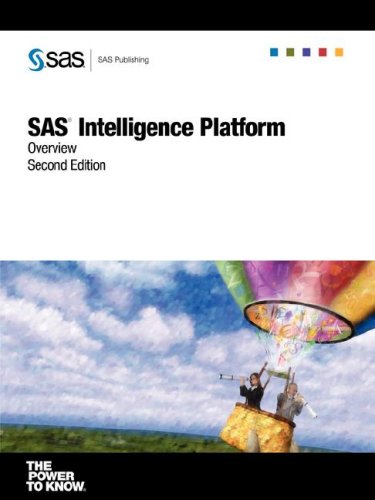 sas | SAS Publishing
SAS® Intelligence Platform
Overview
Second Edition
THE
POWER
TO KNOW.